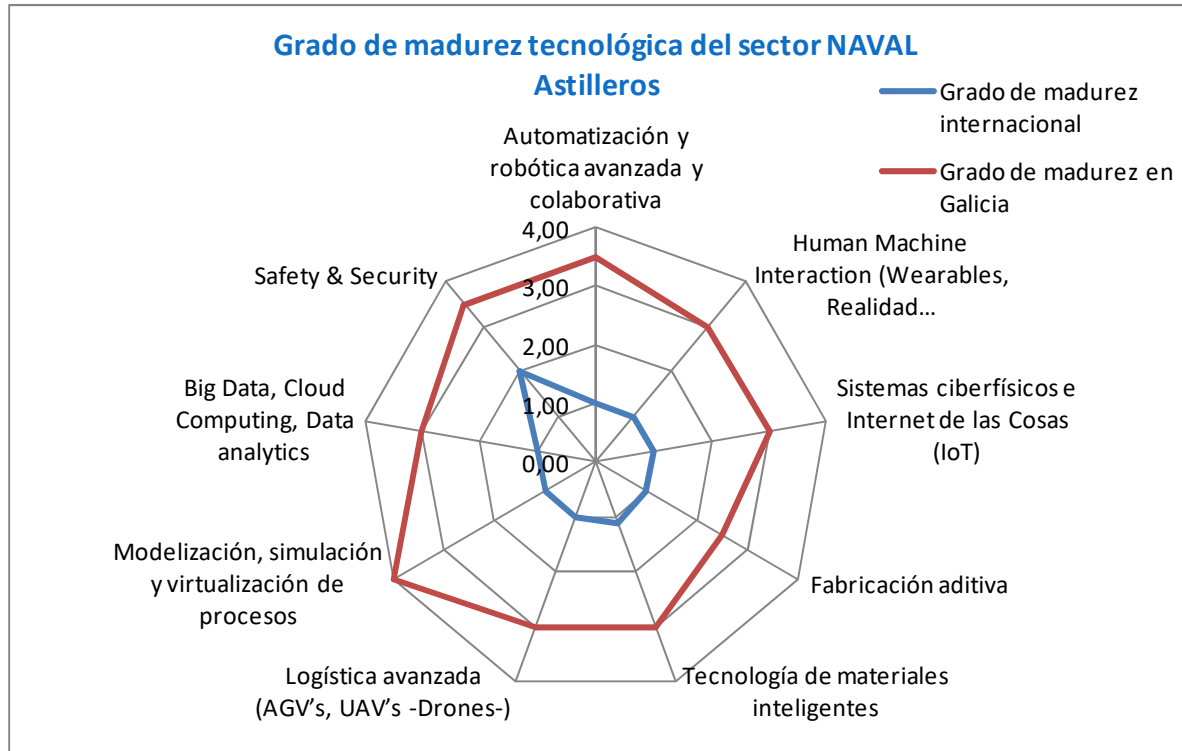 Grado de madurez tecnológica del sector NAVAL
Astilleros
Grado de madurez
internacional
Grado de madurez en
Galicia
Automatización y
robótica avanzada y
colaborativa
Human Machine
Interaction (Wearables,
Realidad...
Sistemas ciberfísicos e
Internet de las Cosas
(IoT)
Fabricación aditiva
Tecnología de materiales
inteligentes
Logística avanzada
(AGV's, UAV's -Drones-)
Modelización, simulación
y virtualización de
procesos
Big Data, Cloud
Computing, Data
analytics
Safety & Security
4,00
3,00
2,00
1,00
0,00